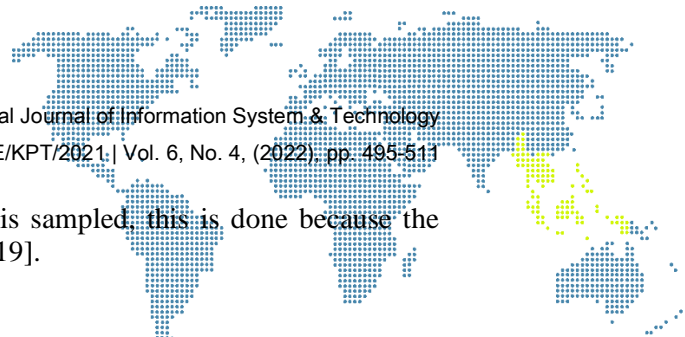 al Journal of Information System & Technology
E/KPT/2021 | Vol. 6, No. 4, (2022), pp. 495-511
is sampled, this is done because the
19].